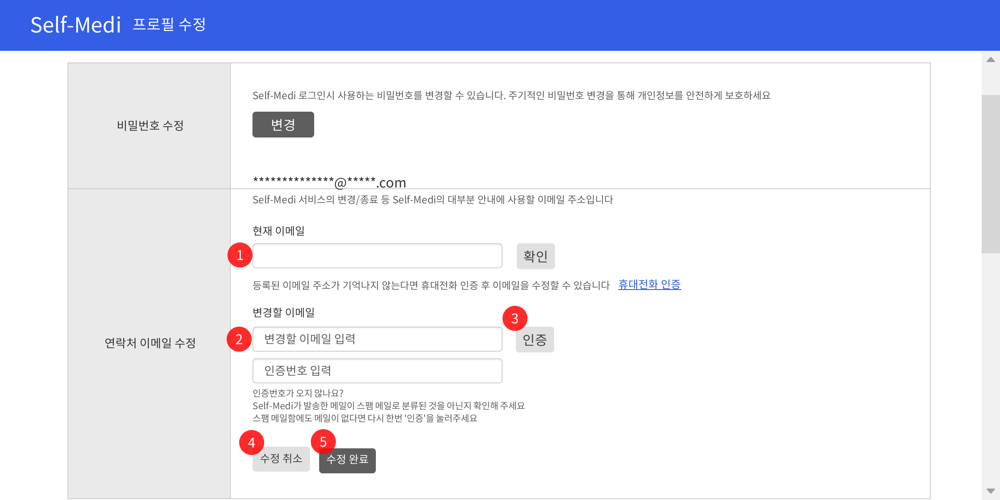 Self-Medi 프로필 수정
Self-Medi 로그인시 사용하는 비밀번호를 변경할 수 있습니다. 주기적인 비밀번호 변경을 통해 개인정보를 안전하게 보호하세요
비밀번호 수정
변경
**************@*****.com
Self-Medi 서비스의 변경/종료 등 Self-Medi의 대부분 안내에 사용할 이메일 주소입니다
현재 이메일
1
확인
등록된 이메일 주소가 기억나지 않는다면 휴대전화 인증 후 이메일을 수정할 수 있습니다 휴대전화 인증
변경할 이메일
3
연락처 이메일 수정
2 변경할 이메일 입력 인증
인증번호 입력
인증번호가 오지 않나요?
Self-Medi가 발송한 메일이 스팸 메일로 분류된 것을 아닌지 확인해 주세요
스팸 메일함에도 메일이 없다면 다시 한번 '인증'을 눌러주세요
4 5
수정 취소 수정 완료